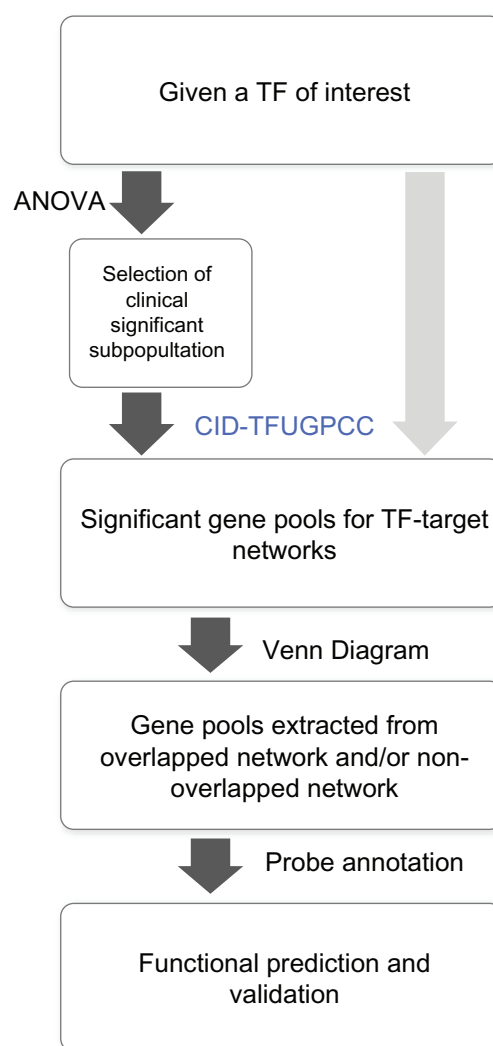 Given a TF of interest
ANOVA
Selection of
clinical
significant
subpopultation
CID-TFUGPCC
Significant gene pools for TF-target
networks
Venn Diagram
Gene pools extracted from
overlapped network and/or non-
overlapped network
Probe annotation
Functional prediction and
validation